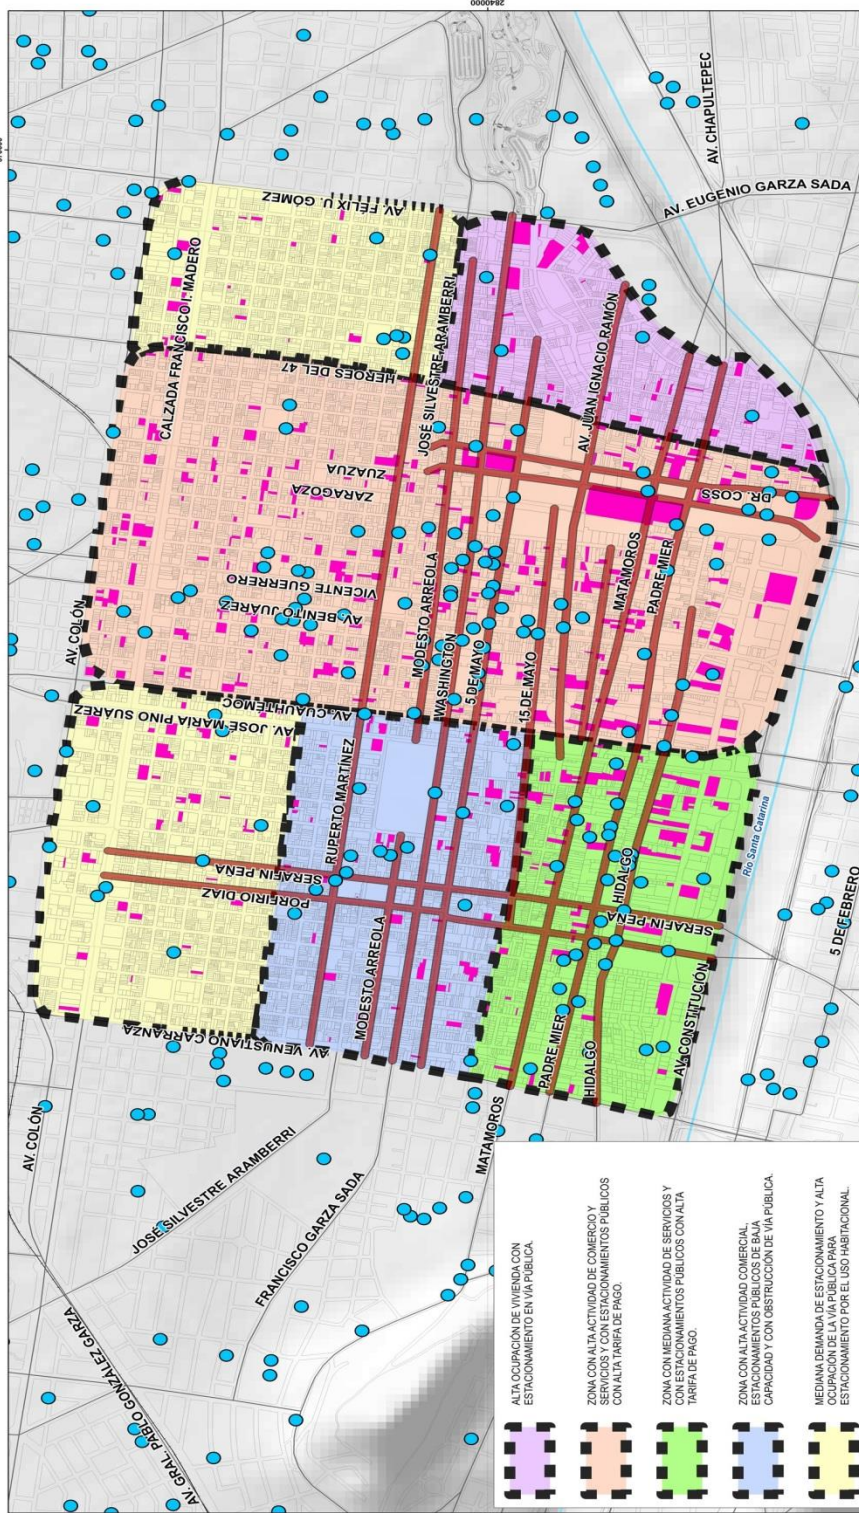 2840000
AV. CHAPULTEPEC
AV. EUGENIO GARZA SADA
AV. FÉLIX U. GÓMEZ
CALZADA FRANCISCO I. MADERO
JOSÉ SILVESTRE ARAMBERRI
AV. JUAN IGNACIO RAMÓN
HEROES DEL 47
ZUAZUA
ZARAGOZA
DR. COSS
MATAMOROS
PADRE MIER
MODESTO ARREOLA
VICENTE GUERRERO
AV. BENITO JUÁREZ
WASHINGTON
5 DE MAYO
15 DE MAYO
AV. COLÓN
AV. CUAUHTÉMOC
AV. JOSÉ MARÍA PINO SUÁREZ
RUPERTO MARTÍNEZ
SERAFIN PEÑA
PORFIRIO DÍAZ
HIDALGO
SERAFIN PEÑA
Río Santa Catarina
5 DE FEBRERO
MODESTO ARREOLA
AV. VENUSTIANO CARRANZA
AV. CONSTITUCIÓN
PADRE MIER
HIDALGO
AV. COLÓN
MATAMOROS
JOSÉ SILVESTRE ARAMBERRI
FRANCISCO GARZA SADA
AV. GRAL. PABLO GONZÁLEZ GARZA
ALTA OCUPACIÓN DE VIVIENDA CON
ESTACIONAMIENTO EN VÍA PÚBLICA.
ZONA CON ALTA ACTIVIDAD DE COMERCIO Y
SERVICIOS Y CON ESTACIONAMIENTOS PÚBLICOS
CON ALTA TARIFA DE PAGO.
ZONA CON MEDIANA ACTIVIDAD DE SERVICIOS Y
CON ESTACIONAMIENTOS PÚBLICOS CON ALTA
TARIFA DE PAGO.
ZONA CON ALTA ACTIVIDAD COMERCIAL,
ESTACIONAMIENTOS PÚBLICOS DE BAJA
CAPACIDAD Y CON OBSTRUCCIÓN DE VÍA PÚBLICA.
MEDIANA DEMANDA DE ESTACIONAMIENTO Y ALTA
OCUPACIÓN DE LA VÍA PÚBLICA PARA
ESTACIONAMIENTO POR EL USO HABITACIONAL.